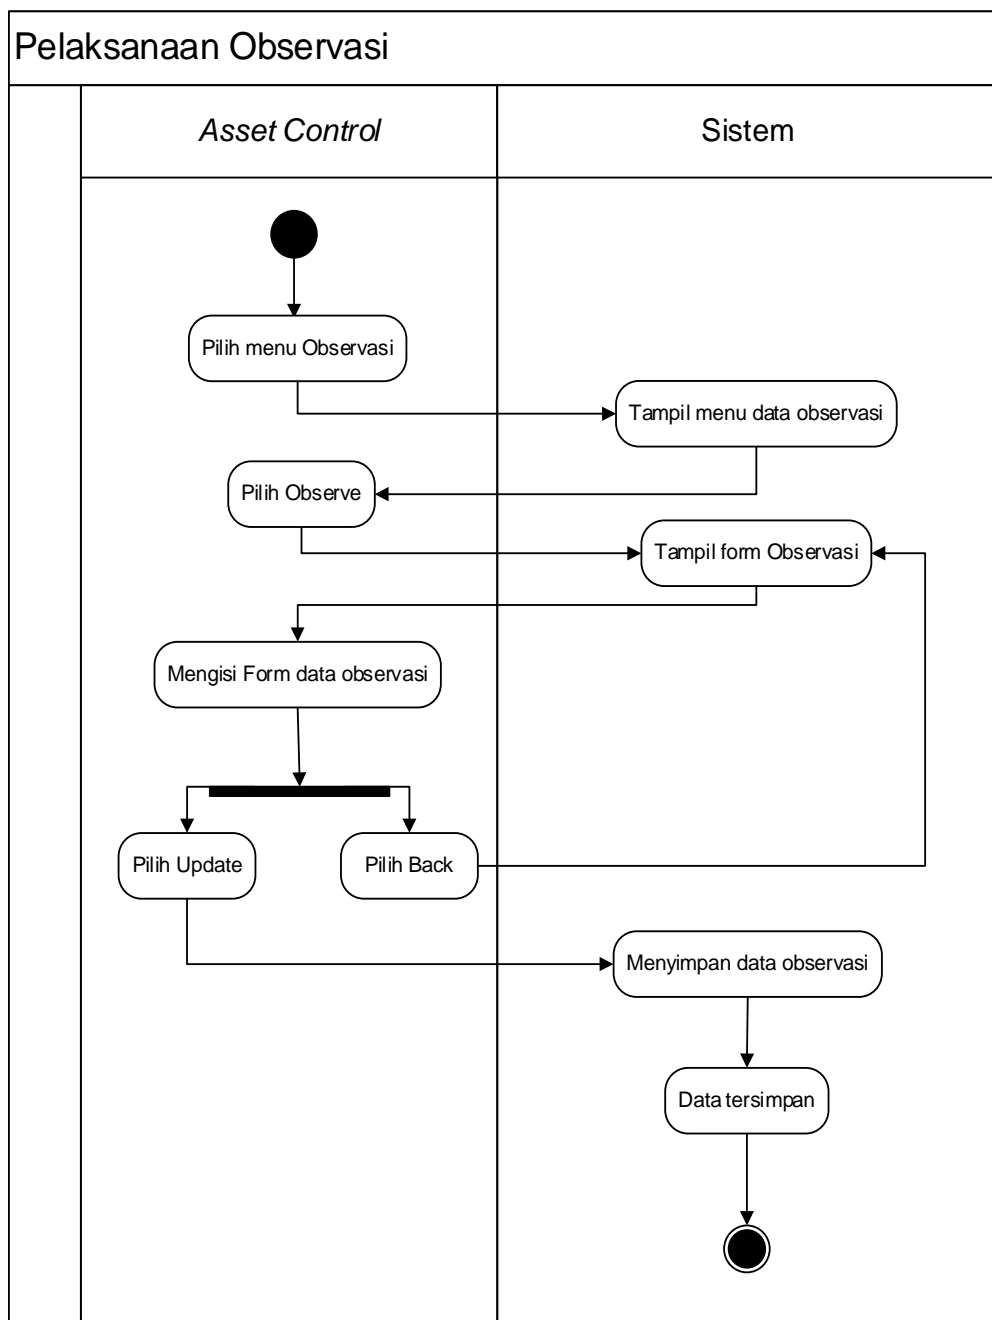 Pelaksanaan Observasi
Asset Control
Sistem
Pilih menu Observasi
Tampil menu data observasi
Pilih Observe
Tampil form Observasi
Mengisi Form data observasi
Pilih Update
Pilih Back
Menyimpan data observasi
Data tersimpan